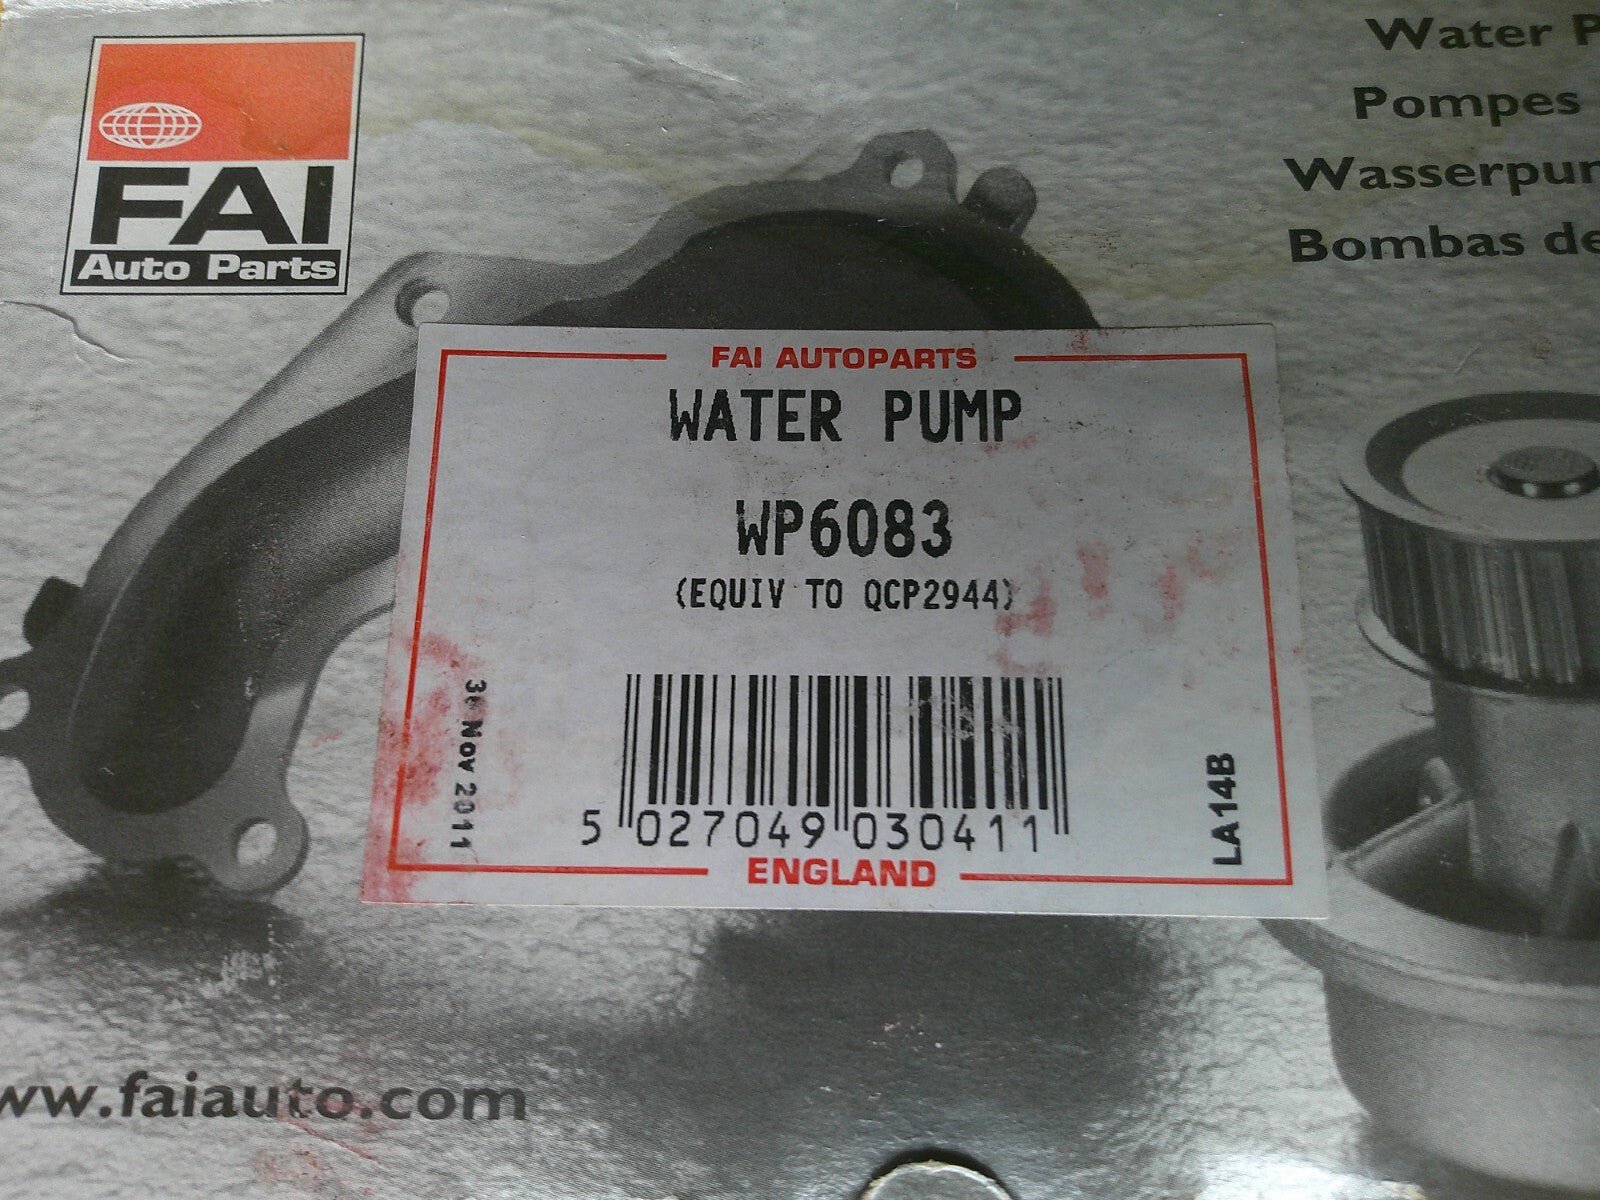 FAI
Auto Parts
Water
Pompes
Bombas de
FAI AUTOPARTS
WATER PUMP
WP6083
(EQUIV TO QCP2944)
Nov 2011
5 027049 030411
LA14B
ENGLAND
www.faiauto.com